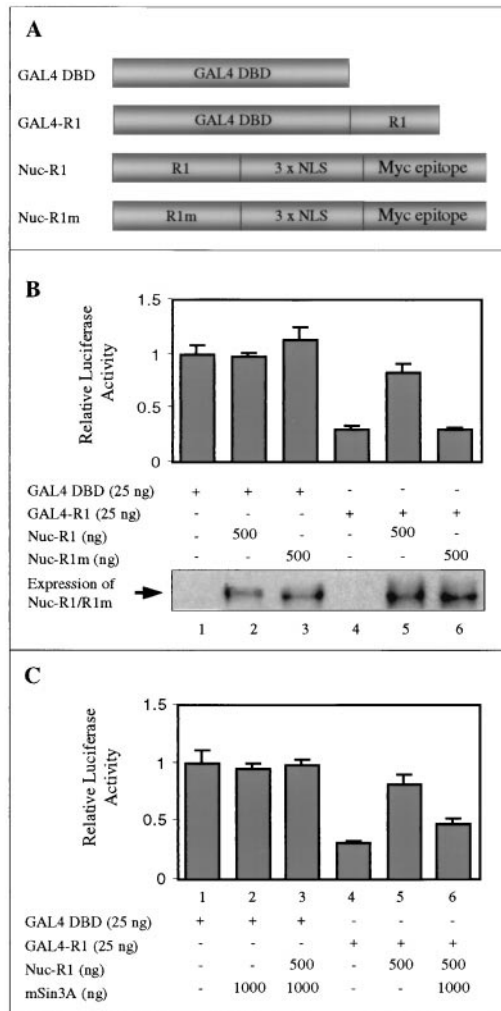 A
GAL4 DBD GAL4 DBD
GAL4-R1 GAL4 DBD R1
Nuc-R1 R1 3 x NLS Myc epitope
Nuc-R1m R1m 3 x NLS Myc epitope
B
Relative Luciferase
Activity
1.5
1
0.5
0
GAL4 DBD (25 ng) + + + - - -
GAL4-R1 (25 ng) - - - + + +
Nuc-R1 (ng) - 500 - - 500 -
Nuc-R1m (ng) - - 500 - - 500
Expression of
Nuc-R1/R1m
1 2 3 4 5 6
C
Relative Luciferase
Activity
1.5
1
0.5
0
1 2 3 4 5 6
GAL4 DBD (25 ng) + + + - - -
GAL4-R1 (25 ng) - - - + + +
Nuc-R1 (ng) - - 500 - 500 500
mSin3A (ng) - 1000 1000 - - 1000